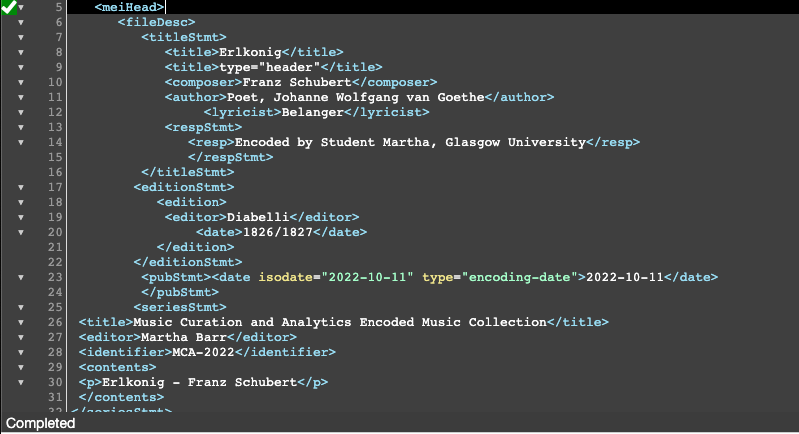 5 <meiHead>
6 <fileDesc>
7 <titleStmt>
8 <title>Erlkonig</title>
9 <title>type="header"</title>
10 <composer>Franz Schubert</composer>
11 <author>Poet, Johanne Wolfgang van Goethe</author>
12 <lyricist>Belanger</lyricist>
13 <respStmt>
14 <resp>Encoded by Student Martha, Glasgow University</resp>
15 </respStmt>
16 </titleStmt>
17 <editionStmt>
18 <edition>
19 <editor>Diabelli</editor>
20 <date>1826/1827</date>
21 </edition>
22 </editionStmt>
23 <pubStmt><date isodate="2022-10-11" type="encoding-date">2022-10-11</date>
24 </pubStmt>
25 <seriesStmt>
26 <title>Music Curation and Analytics Encoded Music Collection</title>
27 <editor>Martha Barr</editor>
28 <identifier>MCA-2022</identifier>
29 <contents>
30 <p>Erlkonig - Franz Schubert</p>
31 </contents>
32 </seriesStmt>
Completed